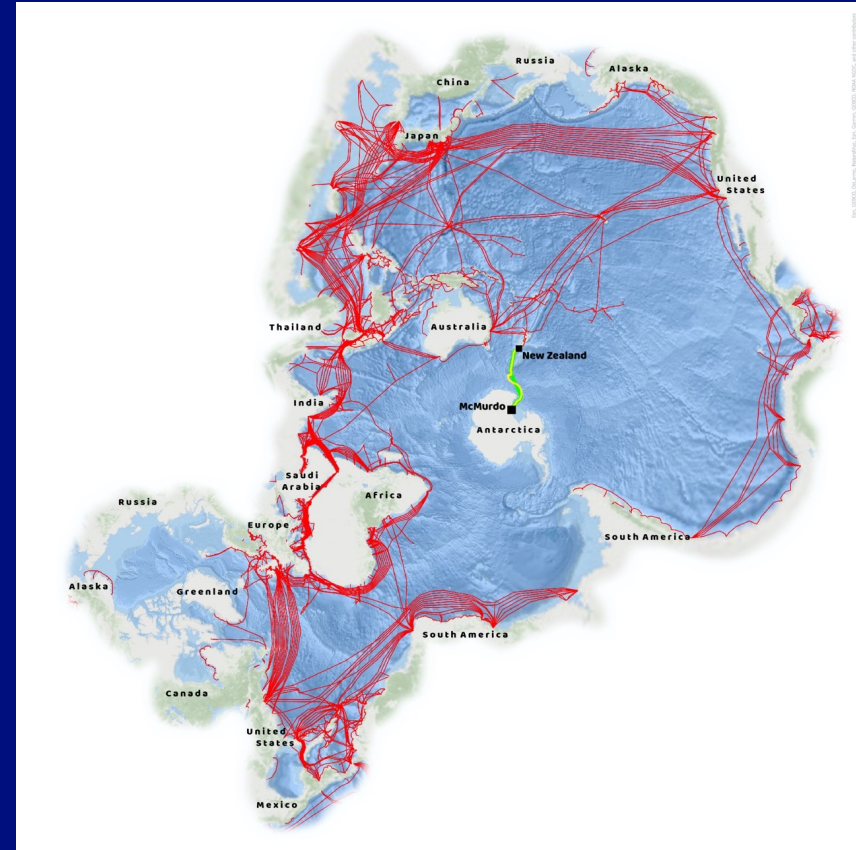 Russia
Alaska
China
Japan
United
States
Thailand
Australia
New Zealand
India
McMurdo
Antarctica
Saudi
Arabia
Africa
Russia
Europe
South America
Alaska
Greenland
South America
Canada
United
States
Mexico